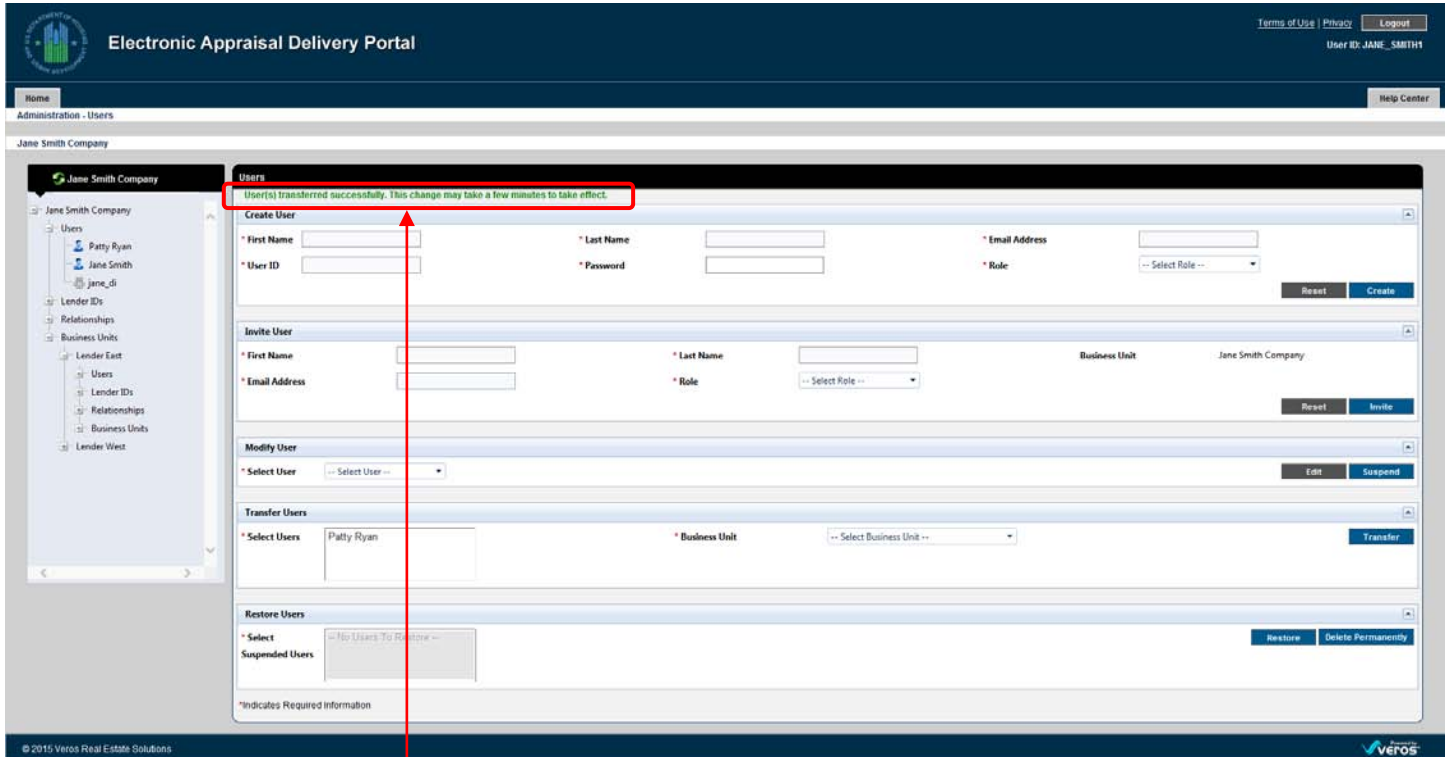 Terms of Use | Privacy Logout
Electronic Appraisal Delivery Portal
User ID: JANE_SMITH1
Home Help Center
Administration - Users
Jane Smith Company
Jane Smith Company
Jane Smith Company
Users
Patty Ryan
Jane Smith
jane_di
Lender IDs
Relationships
Business Units
Lender East
Users
Lender IDs
Relationships
Business Units
Lender West
Users
User(s) transferred successfully. This change may take a few minutes to take effect.
Create User
* First Name * Last Name * Email Address
* User ID * Password * Role -- Select Role --
Reset Create
Invite User
* First Name * Last Name Business Unit Jane Smith Company
* Email Address * Role -- Select Role --
Reset Invite
Modify User
* Select User -- Select User -- Edit Suspend
Transfer Users
* Select Users Patty Ryan * Business Unit -- Select Business Unit -- Transfer
Restore Users
* Select -- No Users To Restore -- Restore Delete Permanently
Suspended Users
*Indicates Required Information
© 2015 Veros Real Estate Solutions
Powered by
veros